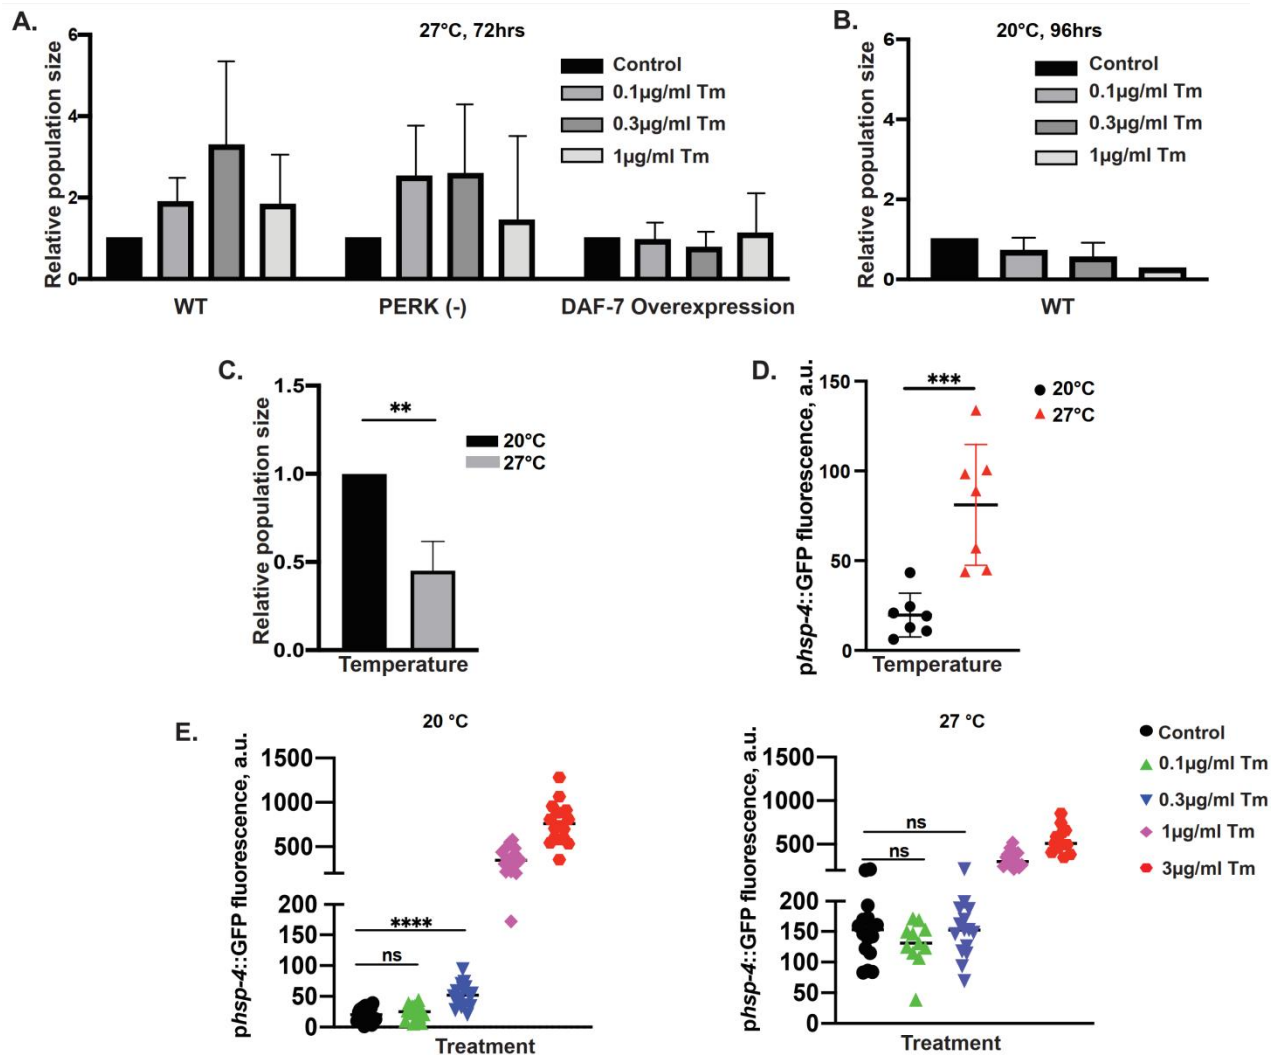 A.
27°C, 72hrs
Relative population size
6
4
2
0
Control
0.1µg/ml Tm
0.3µg/ml Tm
1µg/ml Tm
WT
PERK (-)
DAF-7 Overexpression
B.
20°C, 96hrs
Relative population size
6
4
2
0
Control
0.1µg/ml Tm
0.3µg/ml Tm
1µg/ml Tm
WT
C.
Relative population size
1.5
1.0
0.5
0.0
**
20°C
27°C
Temperature
D.
phsp-4::GFP fluorescence, a.u.
150
100
50
0
***
20°C
27°C
Temperature
E.
20 °C
phsp-4::GFP fluorescence, a.u.
1500
1000
500
200
150
100
50
0
****
ns
Treatment
27 °C
phsp-4::GFP fluorescence, a.u.
1500
1000
500
200
150
100
50
0
ns
ns
Treatment
Control
0.1µg/ml Tm
0.3µg/ml Tm
1µg/ml Tm
3µg/ml Tm